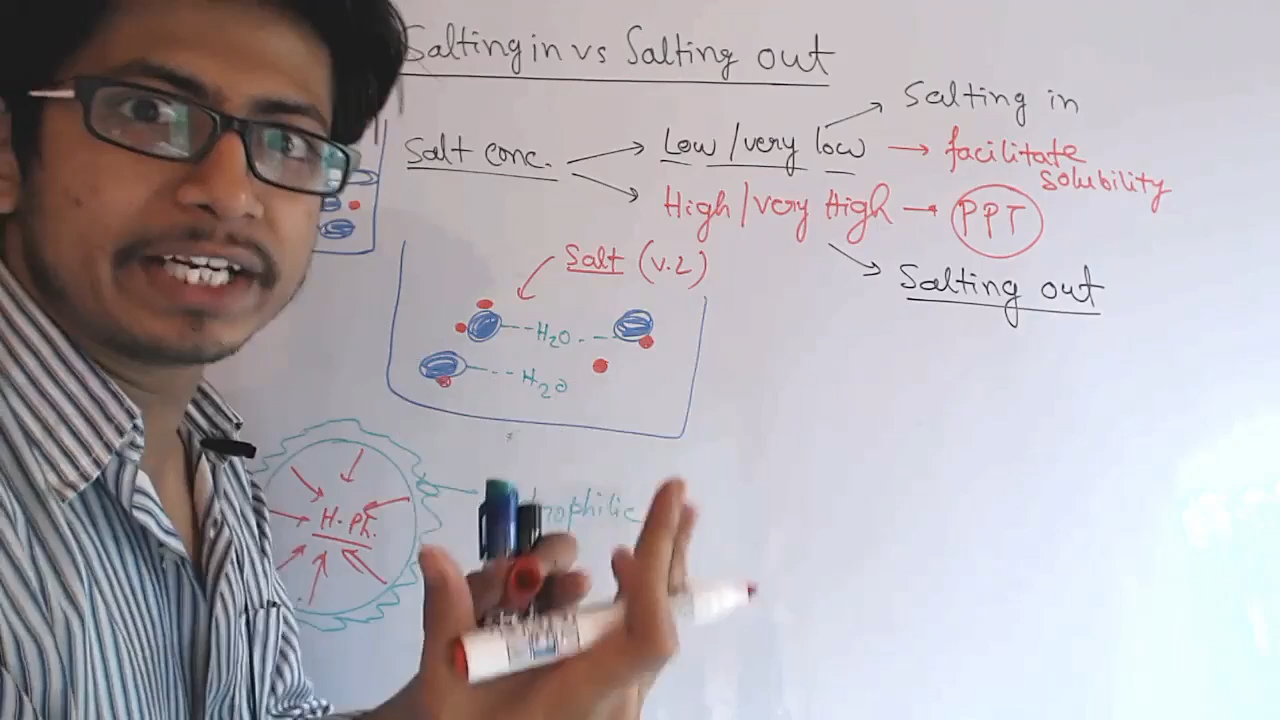 Salting in vs Salting out
Salt conc.
Low/very low
Salting in
facilitate
solubility
High/very High
PPT
Salting out
Salt (v.2)
H2O
H2O
H.Ph.